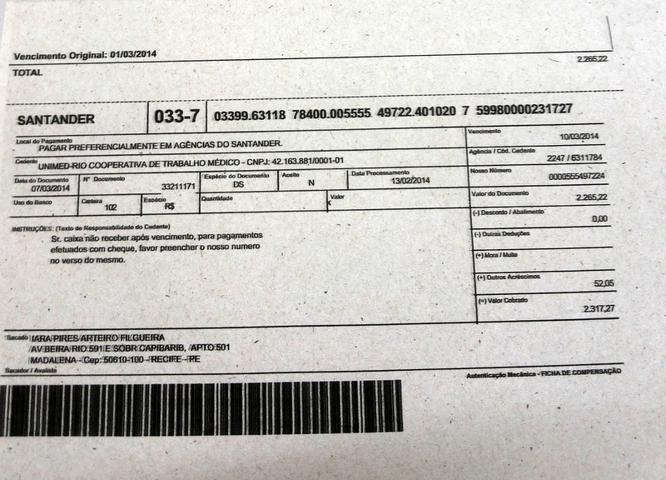 Vencimento Original: 01/03/2014
TOTAL 2.265,22
SANTANDER 033-7 03399.63118 78400.005555 49722.401020 7 59980000231727
Local do Pagamento
PAGAR PREFERENCIALMENTE EM AGÊNCIAS DO SANTANDER.
Vencimento
10/03/2014
Cedente
UNIMED-RIO COOPERATIVA DE TRABALHO MÉDICO - CNPJ: 42.163.881/0001-01
Agência / Cód. Cedente
2247 / 6311784
Data do Documento Nº Documento Espécie do Documento Aceite Data Processamento Nosso Número
07/03/2014 33211171 DS N 13/02/2014 0000555497224
Uso do Banco Carteira Espécie Quantidade Valor Valor do Documento
102 R$ X 2.265,22
INSTRUÇÕES: (Texto de Responsabilidade do Cedente)
Sr. caixa não receber após vencimento, para pagamentos
efetuados com cheque, favor preencher o nosso numero
no verso do mesmo.
(-) Desconto / Abatimento
0,00
(-) Outras Deduções
(+) Mora / Multa
(+) Outros Acréscimos
52,05
(=) Valor Cobrado
2.317,27
Sacado IARA PIRES ARTEIRO FILGUEIRA
AV BEIRA RIO 591 E SOBR CAPIBARIB, APTO 501
MADALENA - Cep: 50610-100 - RECIFE - PE
Sacador / Avalista
Autenticação Mecânica - FICHA DE COMPENSAÇÃO